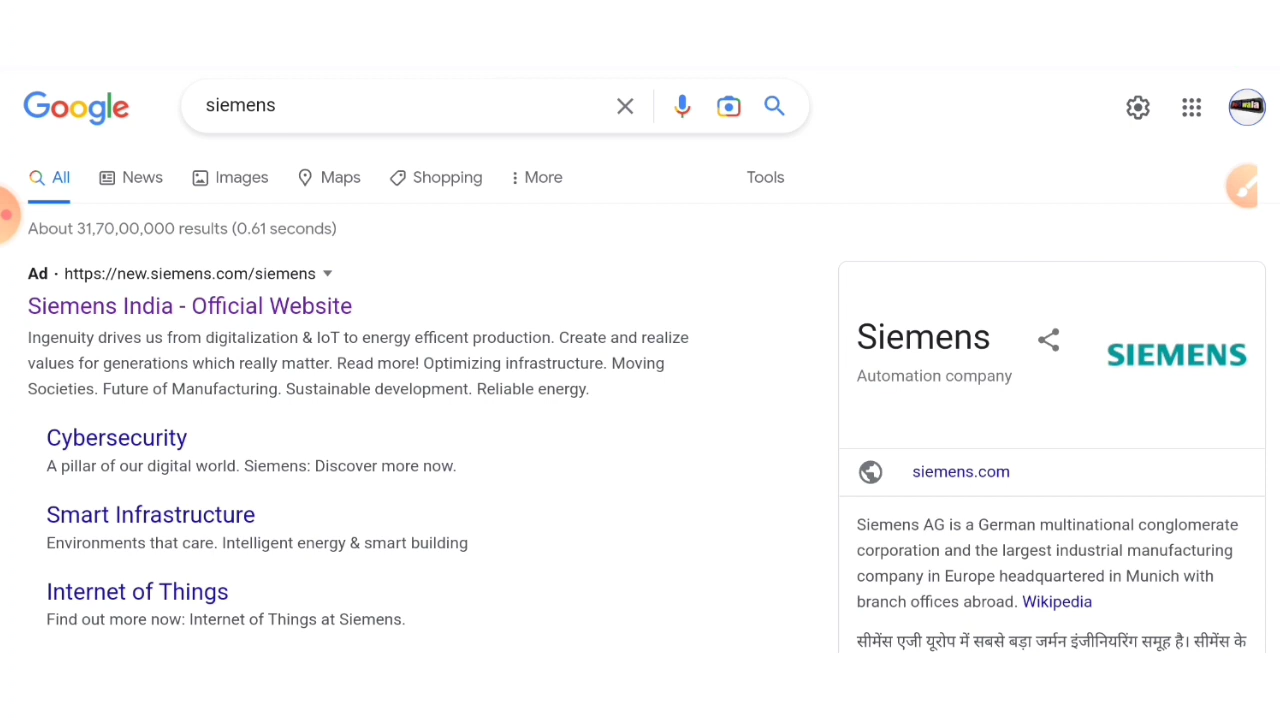 Google
siemens
All News Images Maps Shopping More Tools
About 31,70,00,000 results (0.61 seconds)
Ad · https://new.siemens.com/siemens
Siemens India - Official Website
Ingenuity drives us from digitalization & IoT to energy efficent production. Create and realize
values for generations which really matter. Read more! Optimizing infrastructure. Moving
Societies. Future of Manufacturing. Sustainable development. Reliable energy.
Cybersecurity
A pillar of our digital world. Siemens: Discover more now.
Smart Infrastructure
Environments that care. Intelligent energy & smart building
Internet of Things
Find out more now: Internet of Things at Siemens.
Siemens
Automation company
SIEMENS
siemens.com
Siemens AG is a German multinational conglomerate
corporation and the largest industrial manufacturing
company in Europe headquartered in Munich with
branch offices abroad. Wikipedia
सीमेंस एजी यूरोप में सबसे बड़ा जर्मन इंजीनियरिंग समूह है। सीमेंस के